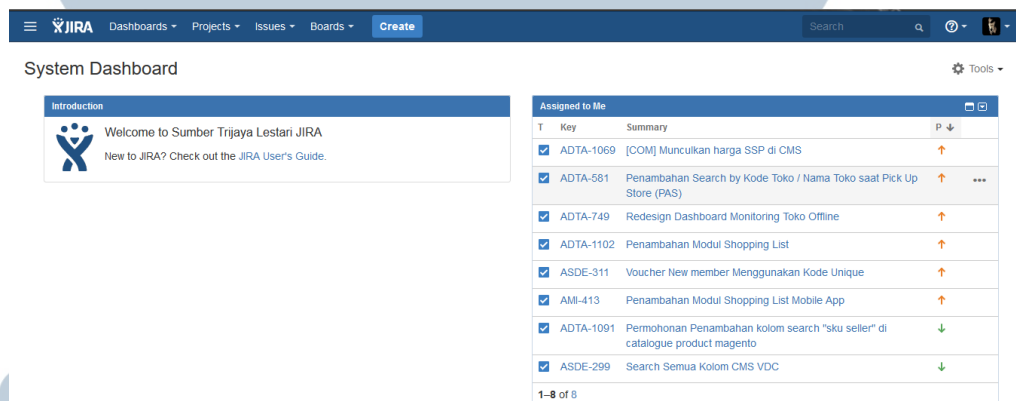 JIRA Dashboards Projects Issues Boards Create Search
System Dashboard Tools
Introduction
Welcome to Sumber Trijaya Lestari JIRA
New to JIRA? Check out the JIRA User's Guide.
Assigned to Me
T Key Summary P
ADTA-1069 [COM] Munculkan harga SSP di CMS
ADTA-581 Penambahan Search by Kode Toko / Nama Toko saat Pick Up
Store (PAS)
ADTA-749 Redesign Dashboard Monitoring Toko Offline
ADTA-1102 Penambahan Modul Shopping List
ASDE-311 Voucher New member Menggunakan Kode Unique
AMI-413 Penambahan Modul Shopping List Mobile App
ADTA-1091 Permohonan Penambahan kolom search "sku seller" di
catalogue product magento
ASDE-299 Search Semua Kolom CMS VDC
1–8 of 8